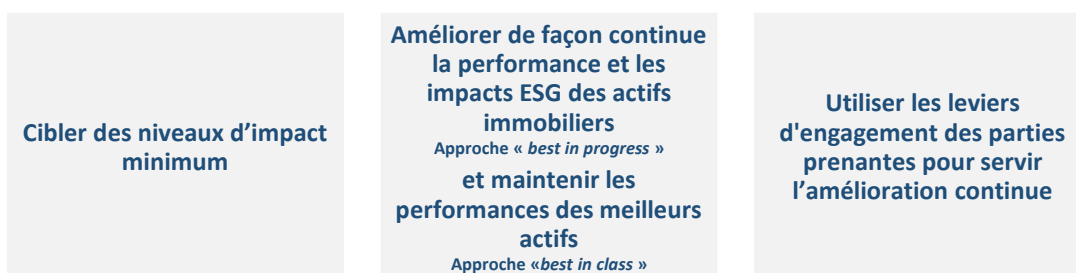 Cibler des niveaux d’impact
minimum
Améliorer de façon continue
la performance et les
impacts ESG des actifs
immobiliers
Approche « best in progress »
et maintenir les
performances des meilleurs
actifs
Approche «best in class »
Utiliser les leviers
d'engagement des parties
prenantes pour servir
l’amélioration continue